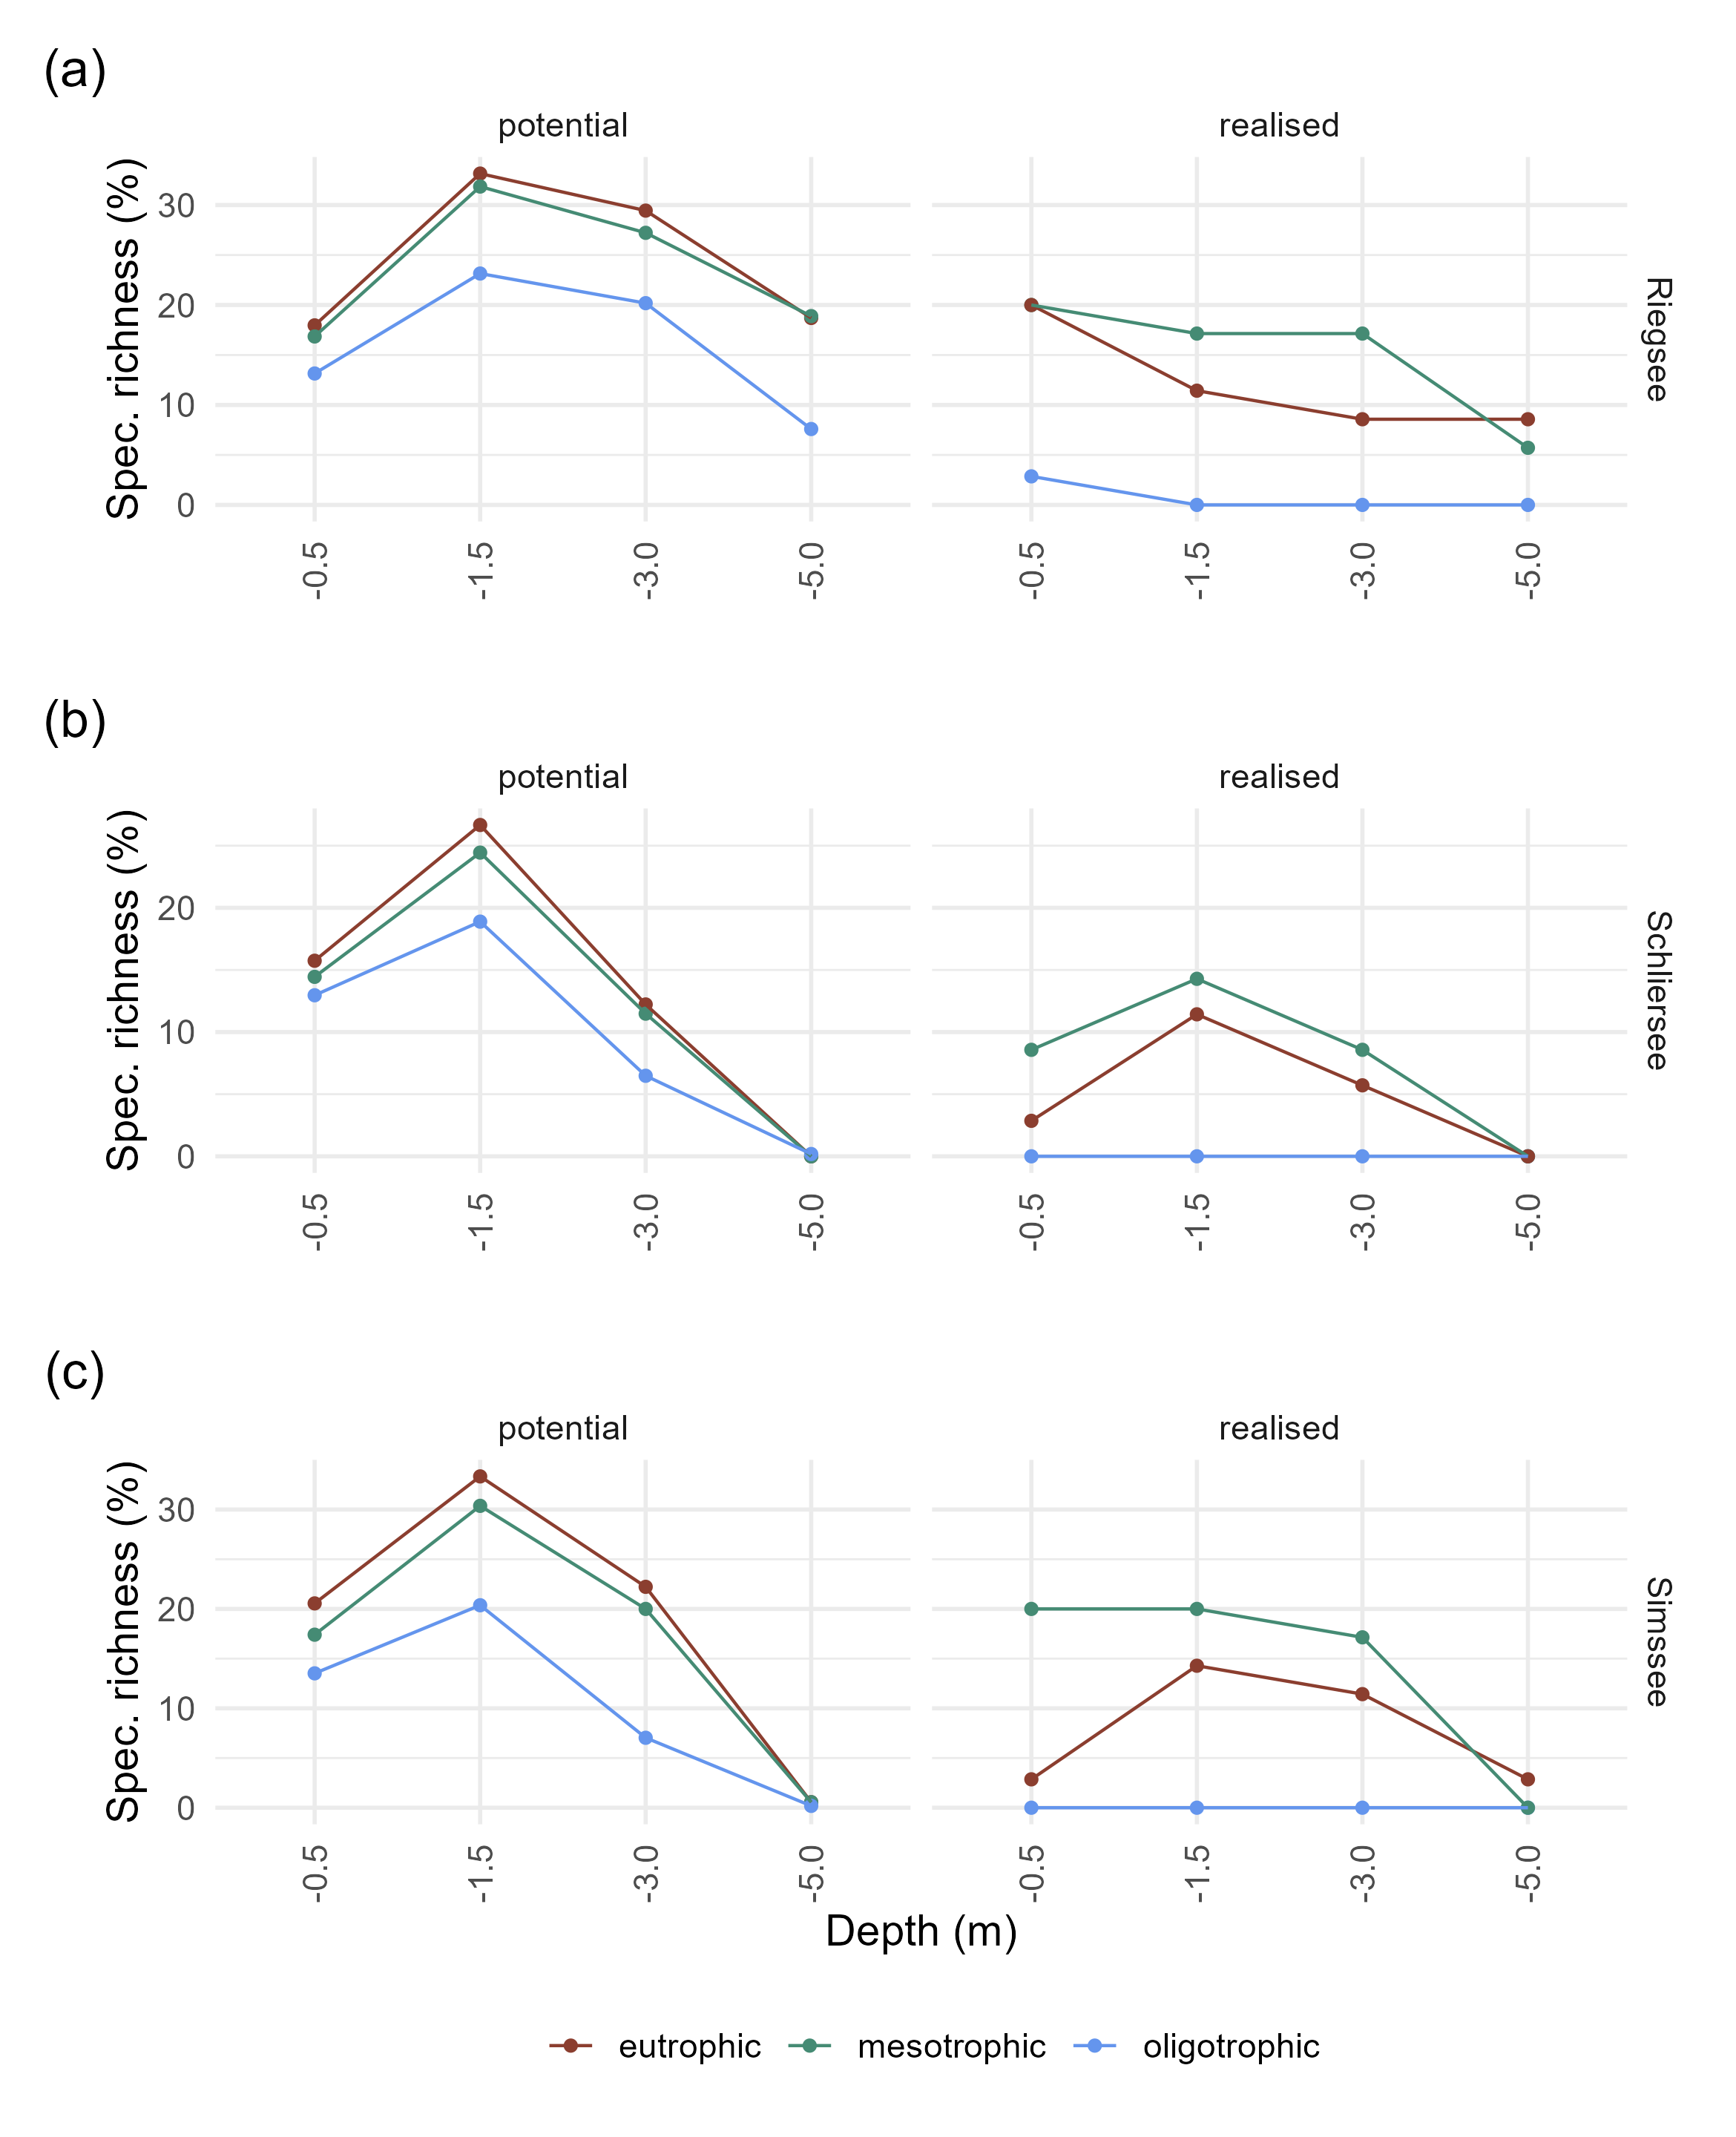 (a)
potential
realised
Spec. richness (%)
30
20
10
0
Riegsee
-0.5
-1.5
-3.0
-5.0
-0.5
-1.5
-3.0
-5.0
(b)
potential
realised
Spec. richness (%)
20
10
0
Schliersee
-0.5
-1.5
-3.0
-5.0
-0.5
-1.5
-3.0
-5.0
(c)
potential
realised
Spec. richness (%)
30
20
10
0
Simssee
-0.5
-1.5
-3.0
-5.0
-0.5
-1.5
-3.0
-5.0
Depth (m)
eutrophic
mesotrophic
oligotrophic